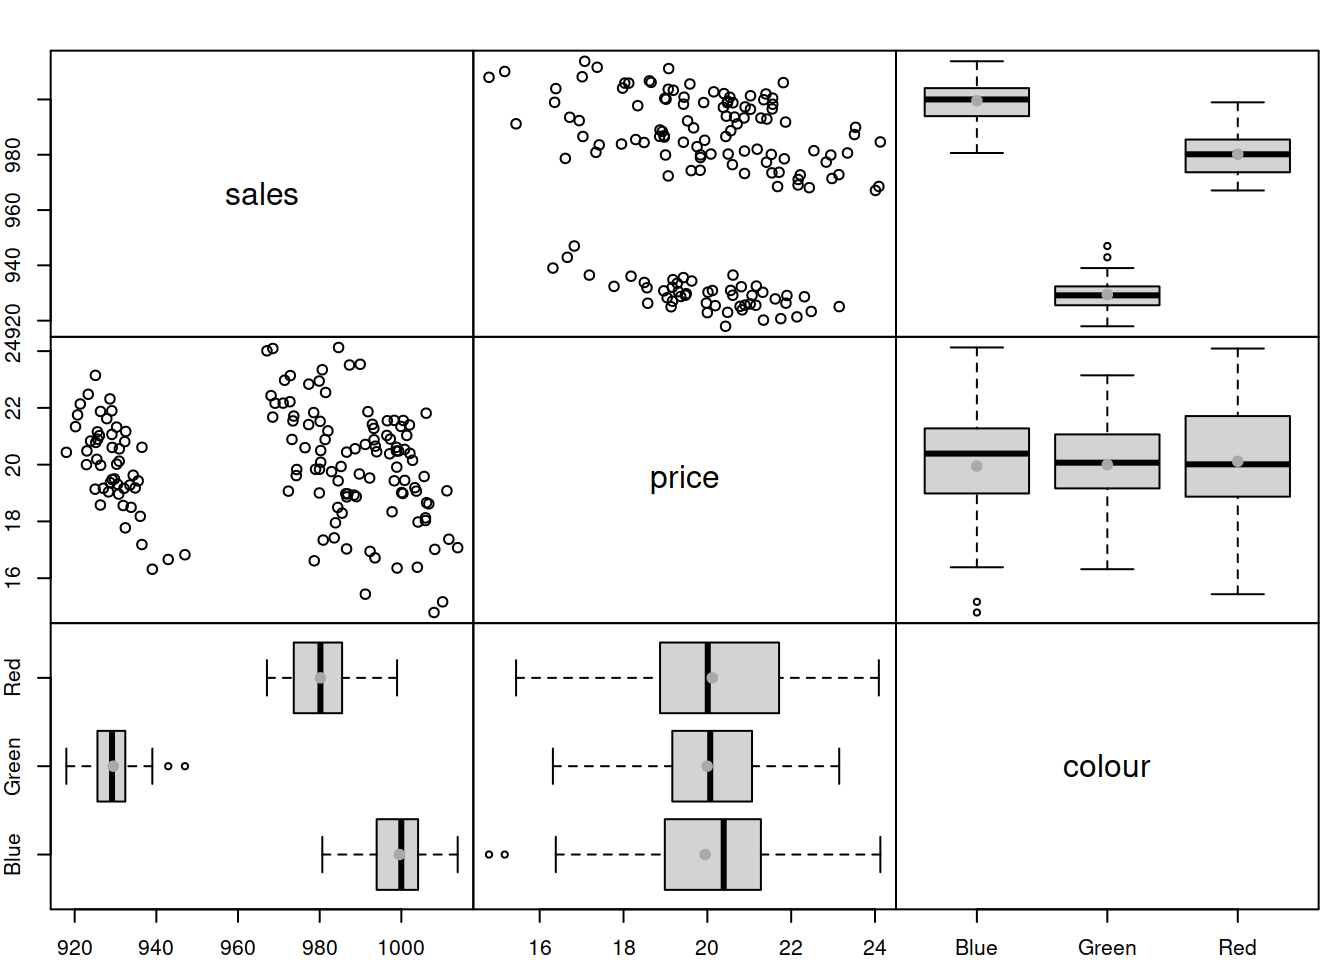 sales
980
960
940
920
price
24
22
20
18
16
colour
Red
Green
Blue
920 940 960 980 1000 16 18 20 22 24 Blue Green Red